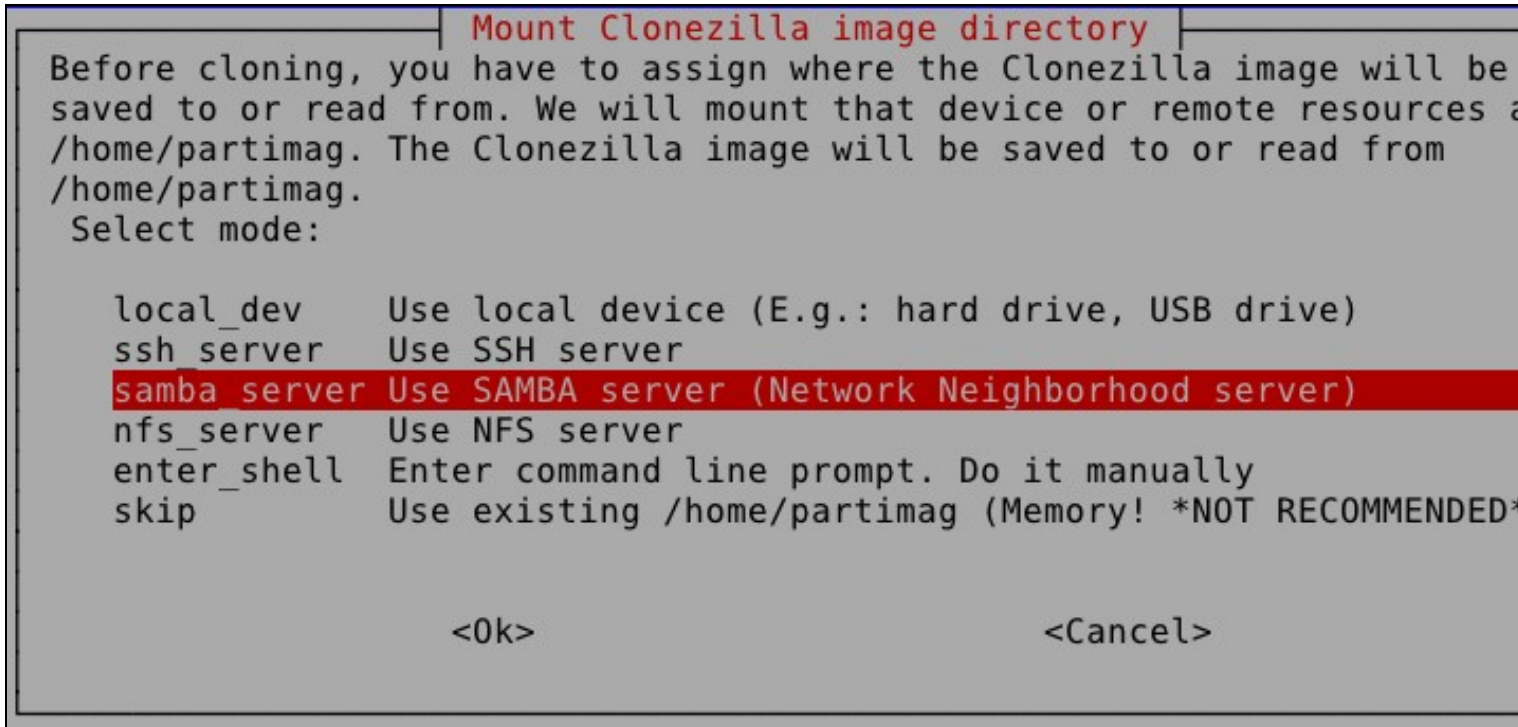 Mount Clonezilla image directory
Before cloning, you have to assign where the Clonezilla image will be
saved to or read from. We will mount that device or remote resources a
/home/partimag. The Clonezilla image will be saved to or read from
/home/partimag.
Select mode:
local_dev Use local device (E.g.: hard drive, USB drive)
ssh_server Use SSH server
samba_server Use SAMBA server (Network Neighborhood server)
nfs_server Use NFS server
enter_shell Enter command line prompt. Do it manually
skip Use existing /home/partimag (Memory! *NOT RECOMMENDED*
<Ok> <Cancel>